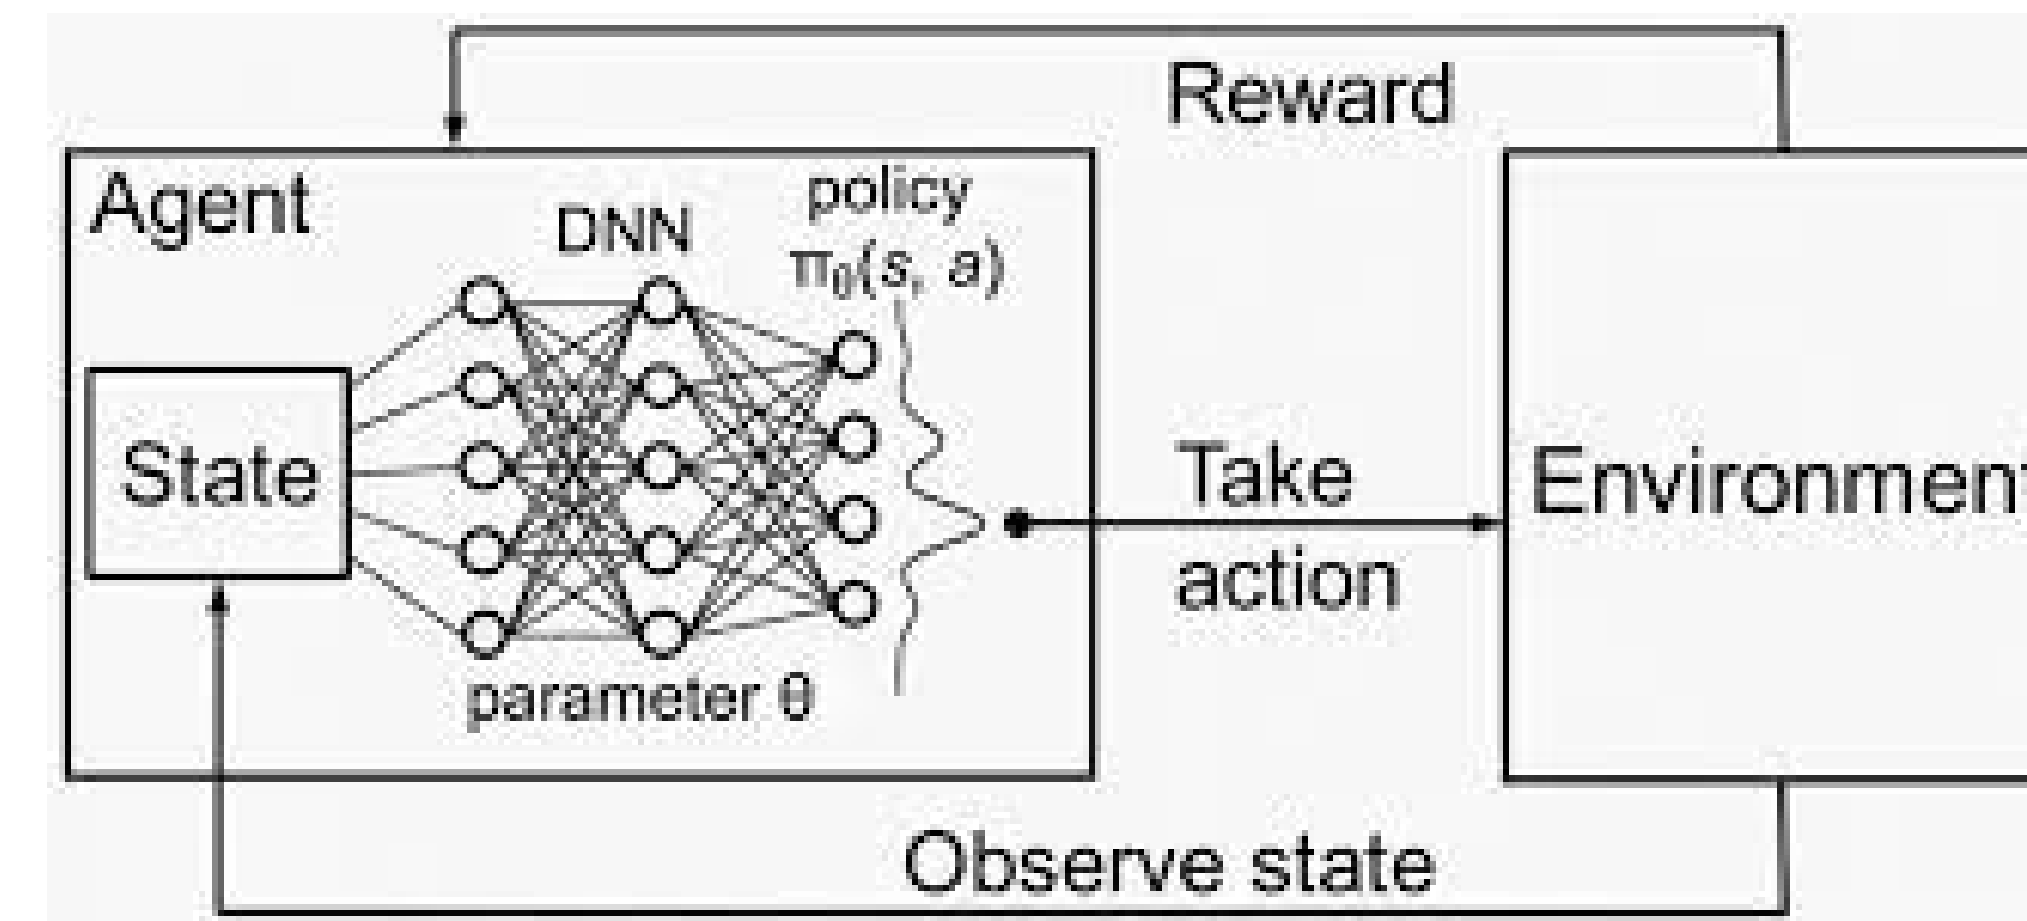 Reward
Agent
policy
DNN
πθ(s, a)
State
Take
action
Environment
parameter θ
Observe state